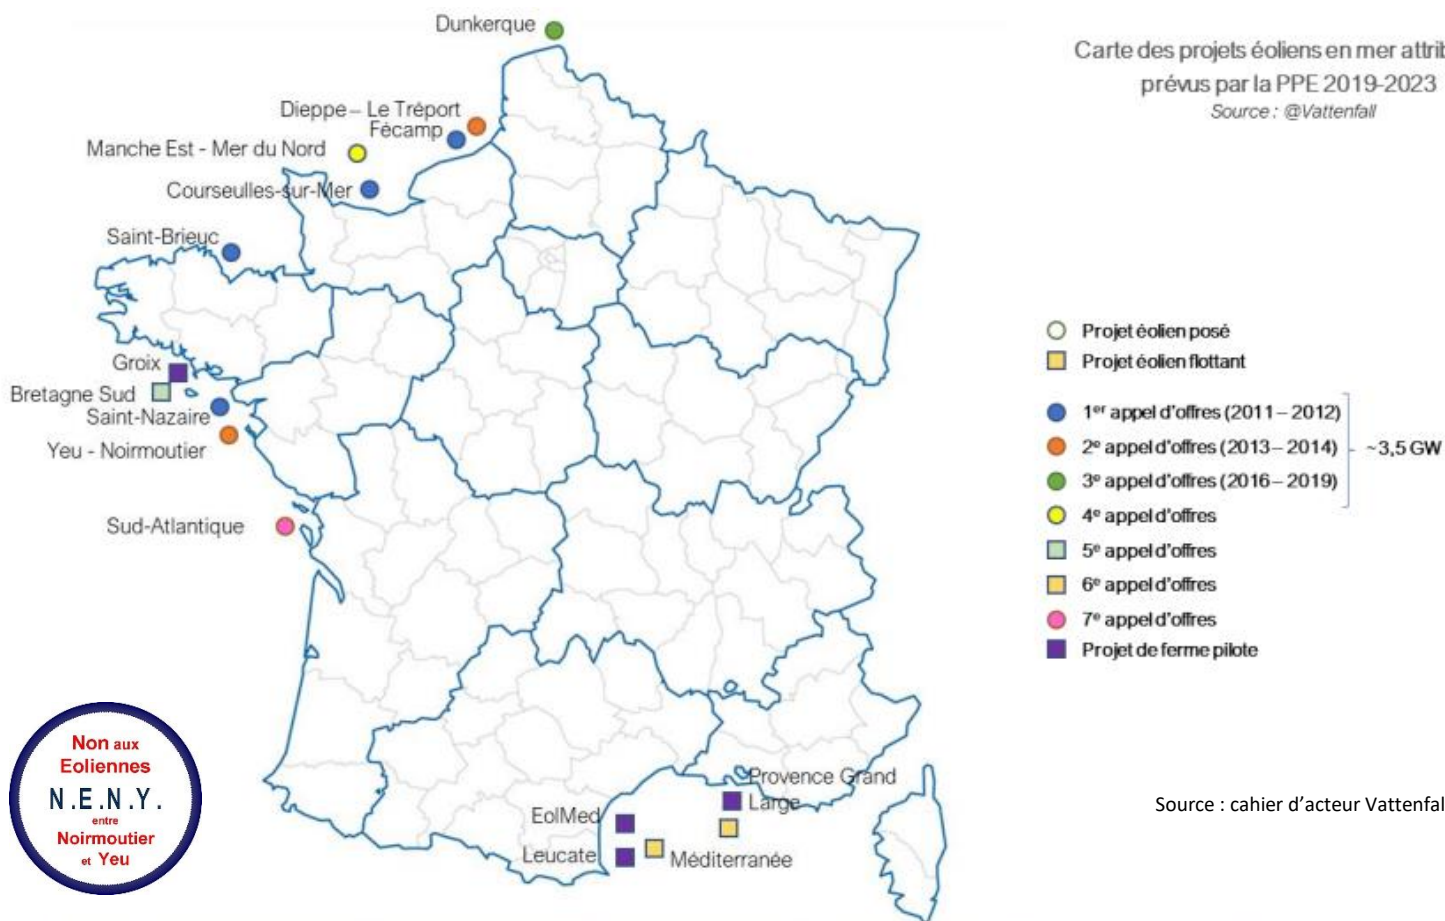 Dunkerque
Carte des projets éoliens en mer attrib
prévus par la PPE 2019-2023
Source : @Vattenfall
Dieppe – Le Tréport
Fécamp
Manche Est - Mer du Nord
Courseulles-sur-Mer
Saint-Brieuc
Groix
Bretagne Sud
Saint-Nazaire
Yeu - Noirmoutier
Sud-Atlantique
Projet éolien posé
Projet éolien flottant
1er appel d'offres (2011 – 2012)
2e appel d'offres (2013 – 2014)
~3,5 GW
3e appel d'offres (2016 – 2019)
4e appel d'offres
5e appel d'offres
6e appel d'offres
7e appel d'offres
Projet de ferme pilote
Non aux
Eoliennes
N.E.N.Y.
entre
Noirmoutier
et Yeu
Provence Grand
Large
EolMed
Leucate
Méditerranée
Source : cahier d'acteur Vattenfal